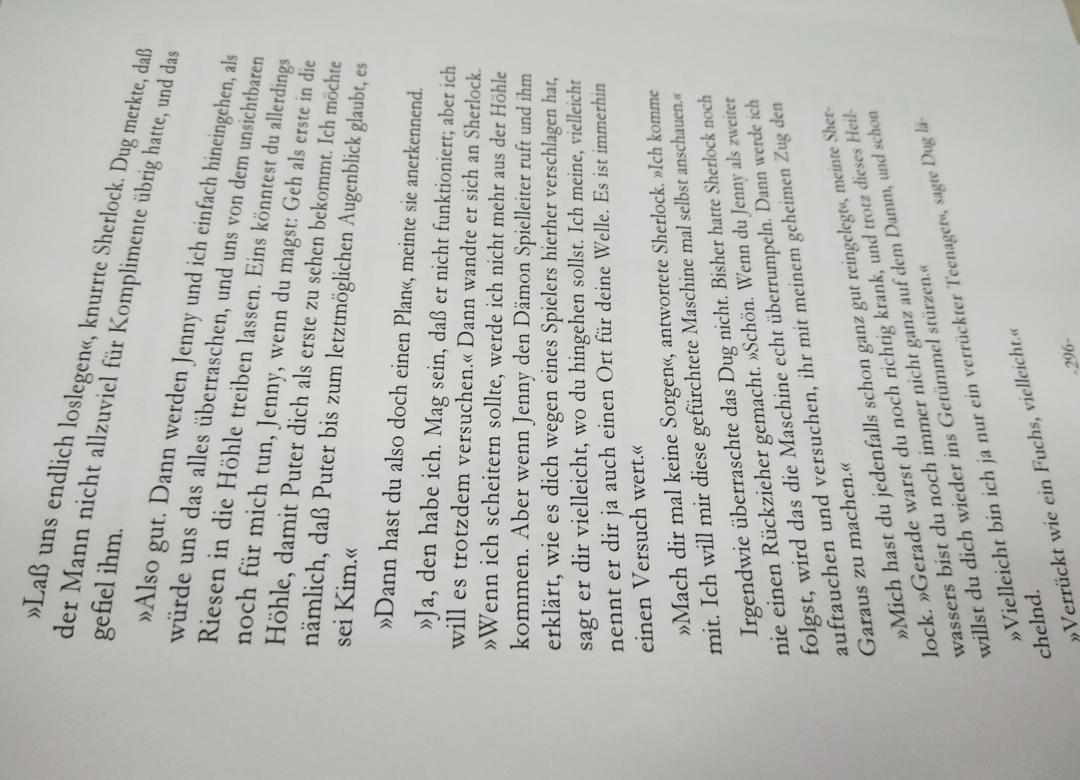 »Laß uns endlich loslegen«, knurrte Sherlock. Dug merkte, daß
der Mann nicht allzuviel für Komplimente übrig hatte, und das
gefiel ihm.
»Also gut. Dann werden Jenny und ich einfach hineingehen, als
würde uns das alles überraschen, und uns von dem unsichtbaren
Riesen in die Höhle treiben lassen. Eins könntest du allerdings
noch für mich tun, Jenny, wenn du magst: Geh als erste in die
Höhle, damit Puter dich als erste zu sehen bekommt. Ich möchte
nämlich, daß Puter bis zum letztmöglichen Augenblick glaubt, es
sei Kim.«
»Dann hast du also doch einen Plan«, meinte sie anerkennend.
»Ja, den habe ich. Mag sein, daß er nicht funktioniert; aber ich
will es trotzdem versuchen.« Dann wandte er sich an Sherlock.
»Wenn ich scheitern sollte, werde ich nicht mehr aus der Höhle
kommen. Aber wenn Jenny den Dämon Spielleiter ruft und ihm
erklärt, wie es dich wegen eines Spielers hierher verschlagen hat,
sagt er dir vielleicht, wo du hingehen sollst. Ich meine, vielleicht
nennt er dir ja auch einen Ort für deine Welle. Es ist immerhin
einen Versuch wert.«
»Mach dir mal keine Sorgen«, antwortete Sherlock. »Ich komme
mit. Ich will mir diese gefürchtete Maschine mal selbst anschauen.«
Irgendwie überraschte das Dug nicht. Bisher hatte Sherlock noch
nie einen Rückzieher gemacht. »Schön. Wenn du Jenny als zweiter
folgst, wird das die Maschine echt überrumpeln. Dann werde ich
auftauchen und versuchen, ihr mit meinem geheimen Zug den
Garaus zu machen.«
»Mich hast du jedenfalls schon ganz gut reingelegt«, meinte Sher-
lock. »Gerade warst du noch richtig krank, und trotz dieses Heil-
wassers bist du noch immer nicht ganz auf dem Damm, und schon
willst du dich wieder ins Getümmel stürzen.«
»Vielleicht bin ich ja nur ein verrückter Teenager«, sagte Dug lä-
chelnd.
»Verrückt wie ein Fuchs, vielleicht.«
-296-